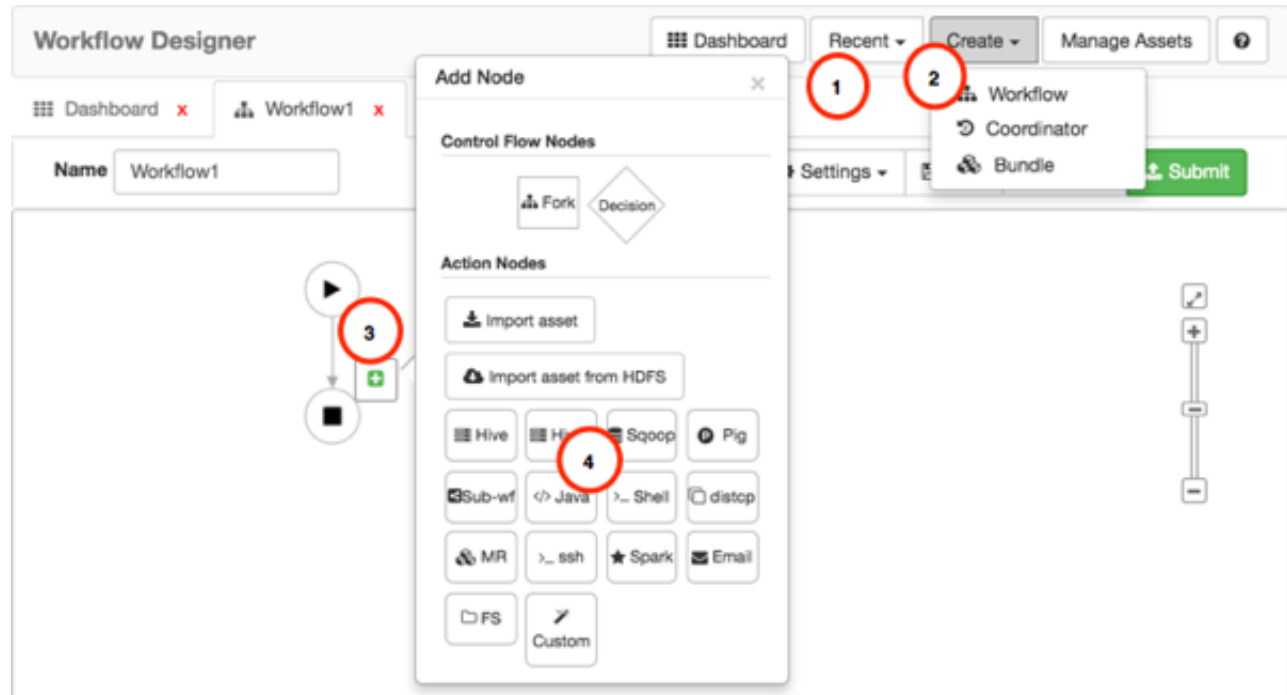 Workflow Designer Dashboard Recent Create Manage Assets
Add Node
1
2
Workflow
Dashboard x Workflow1 x
Coordinator
Control Flow Nodes
Name Workflow1
Settings
Bundle
Submit
Fork Decision
Action Nodes
3
Import asset
Import asset from HDFS
Hive Sqoop Pig
4
Sub-wf Java Shell distcp
MR ssh Spark Email
FS Custom